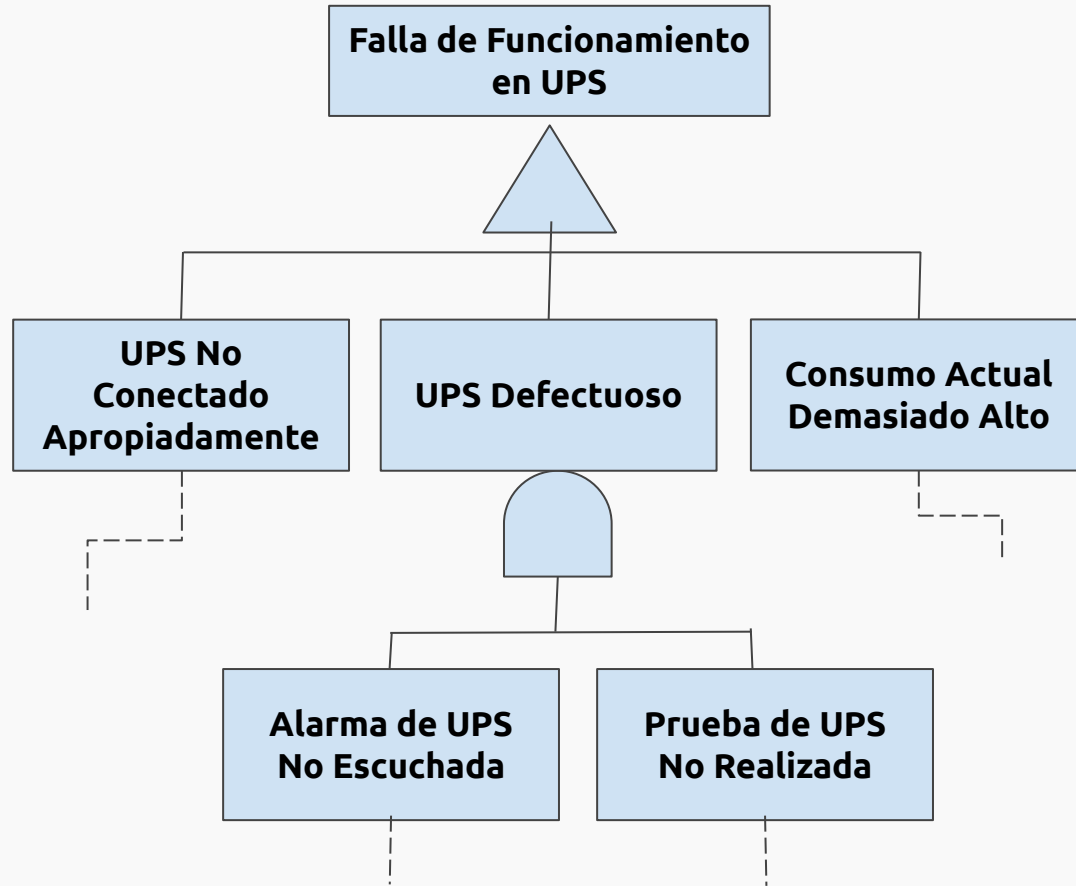 Falla de Funcionamiento
en UPS
UPS No
Conectado
Apropiadamente
UPS Defectuoso
Consumo Actual
Demasiado Alto
Alarma de UPS
No Escuchada
Prueba de UPS
No Realizada